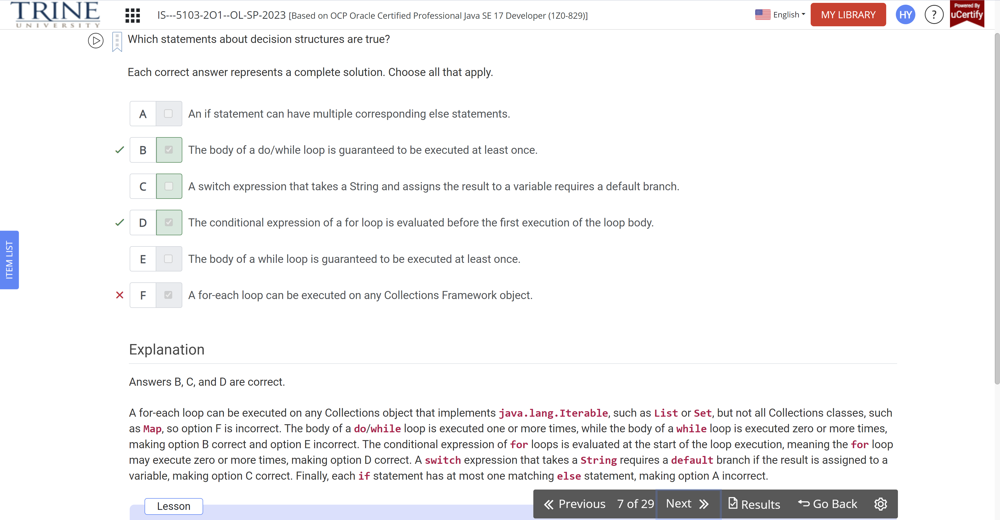 TRINE
UNIVERSITY
IS---5103-2O1--OL-SP-2023 [Based on OCP Oracle Certified Professional Java SE 17 Developer (1Z0-829)]
English
MY LIBRARY
HY
?
Powered By
uCertify
Which statements about decision structures are true?
Each correct answer represents a complete solution. Choose all that apply.
A An if statement can have multiple corresponding else statements.
B The body of a do/while loop is guaranteed to be executed at least once.
C A switch expression that takes a String and assigns the result to a variable requires a default branch.
D The conditional expression of a for loop is evaluated before the first execution of the loop body.
E The body of a while loop is guaranteed to be executed at least once.
F A for-each loop can be executed on any Collections Framework object.
ITEM LIST
Explanation
Answers B, C, and D are correct.
A for-each loop can be executed on any Collections object that implements java.lang.Iterable, such as List or Set, but not all Collections classes, such
as Map, so option F is incorrect. The body of a do/while loop is executed one or more times, while the body of a while loop is executed zero or more times,
making option B correct and option E incorrect. The conditional expression of for loops is evaluated at the start of the loop execution, meaning the for loop
may execute zero or more times, making option D correct. A switch expression that takes a String requires a default branch if the result is assigned to a
variable, making option C correct. Finally, each if statement has at most one matching else statement, making option A incorrect.
Lesson
Previous 7 of 29 Next Results Go Back